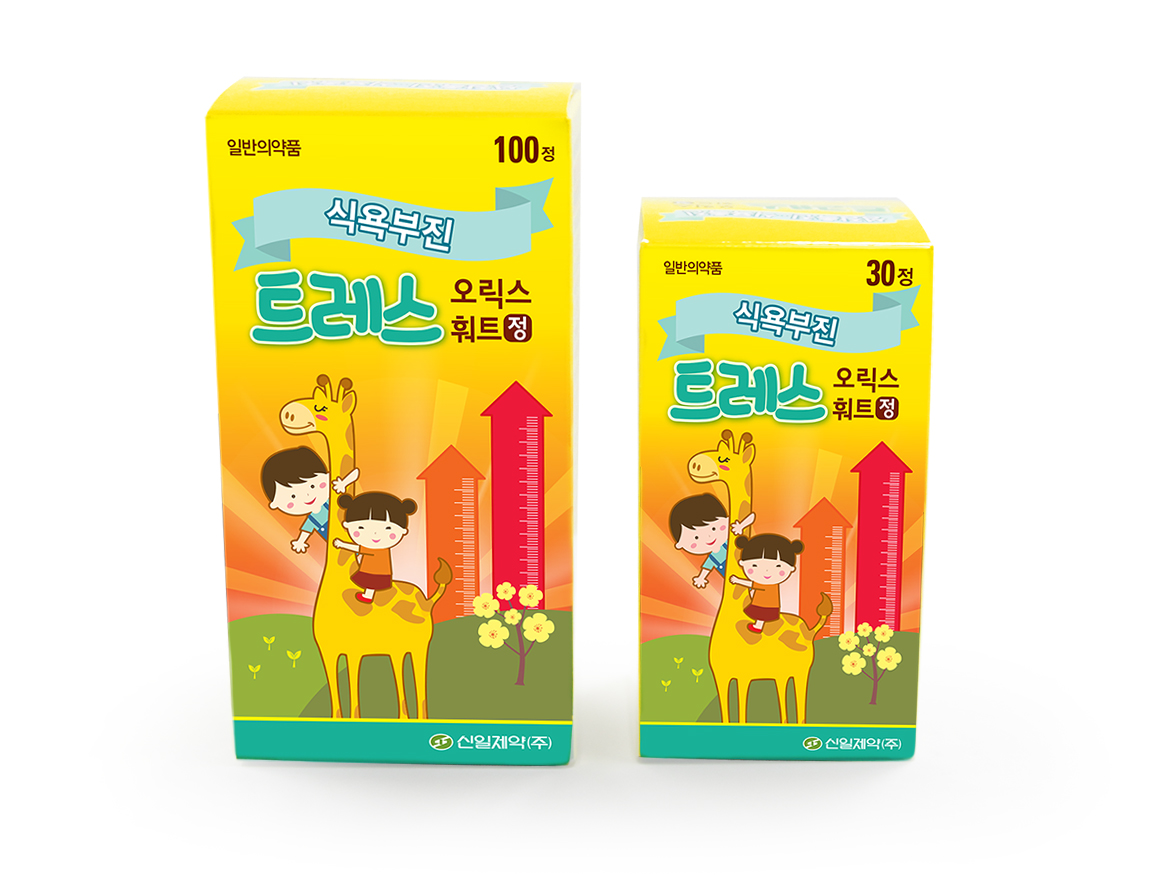 일반의약품
100정
식욕부진
트레스 오릭스
훠트정
신일제약(주)
일반의약품
30정
식욕부진
트레스 오릭스
훠트정
신일제약(주)